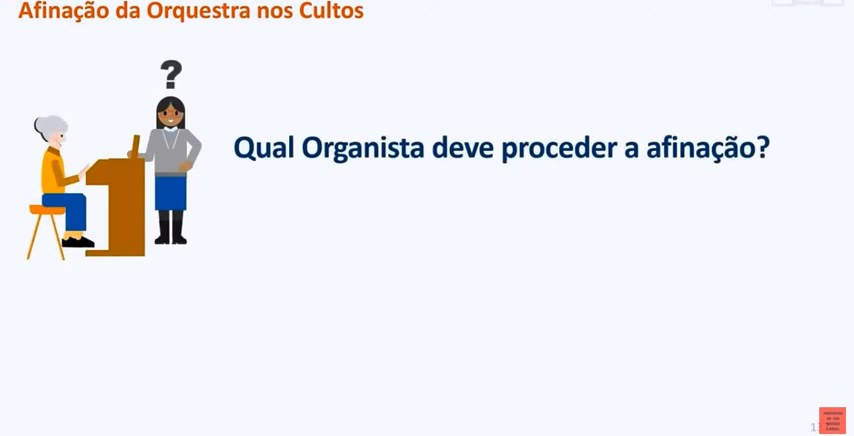 Afinação da Orquestra nos Cultos
?
Qual Organista deve proceder a afinação?